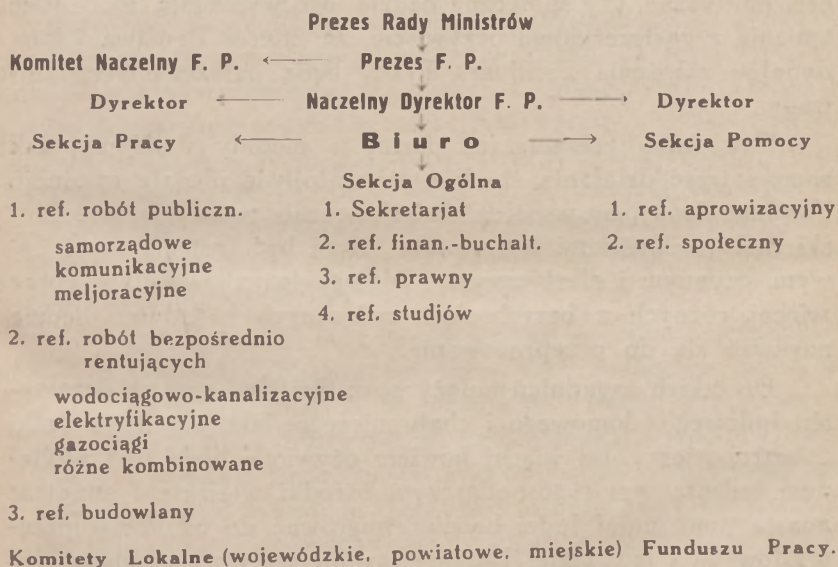 Prezes Rady Ministrów
Komitet Naczelny F. P. Prezes F. P.
Dyrektor Naczelny Dyrektor F. P. Dyrektor
Sekcja Pracy Biuro Sekcja Pomocy
Sekcja Ogólna
1. ref. robót publiczn. 1. Sekretarjat 1. ref. aprowizacyjny
samorządowe 2. ref. finan.-buchalt. 2. ref. społeczny
komunikacyjne 3. ref. prawny
meljoracyjne
4. ref. studjów
2. ref. robót bezpośrednio
rentujących
wodociągowo-kanalizacyjne
elektryfikacyjne
gazociągi
różne kombinowane
3. ref. budowlany
Komitety Lokalne (wojewódzkie, powiatowe, miejskie) Funduszu Pracy.